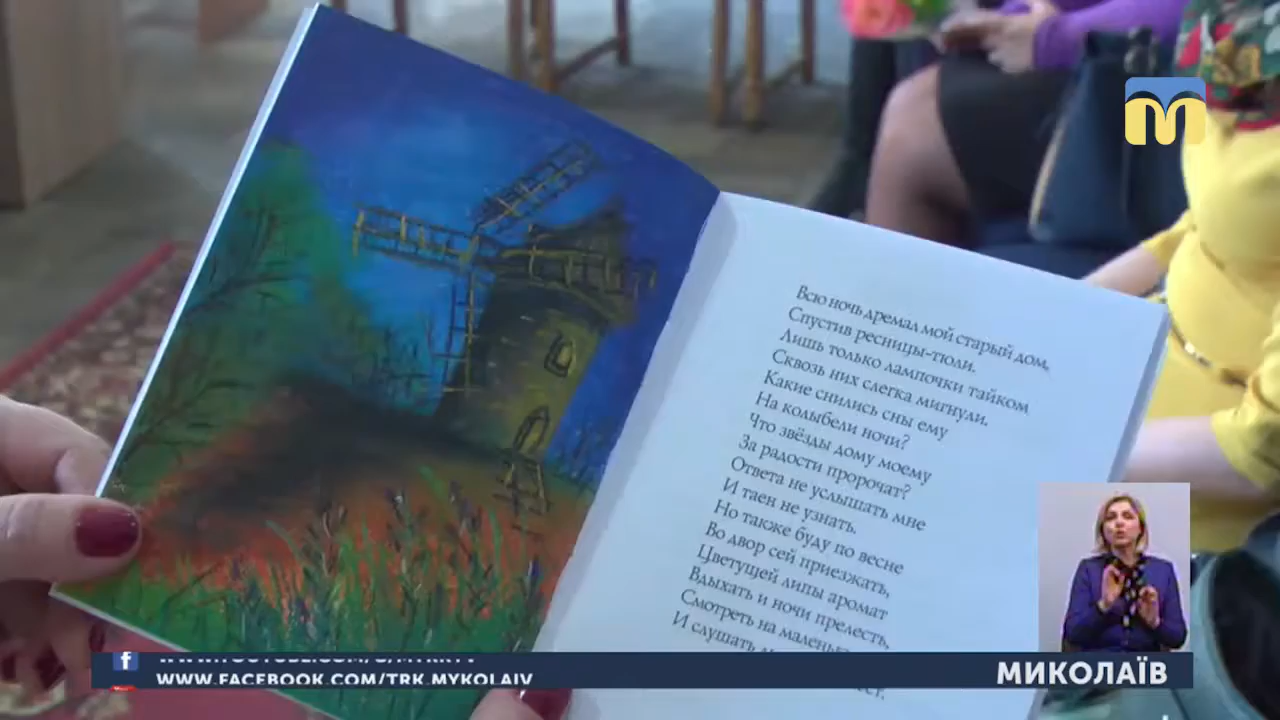 Всю ночь дремал мой старый дом,
Спустив ресницы-тюли.
Лишь только лампочки тайком
Сквозь них слегка мигнули.
Какие снились сны ему
На колыбели ночи?
Что звёзды дому моему
За радости пророчат?
Ответа не услышать мне
И таен не узнать.
Но также буду по весне
Во двор сей приезжать,
Цветущей липы аромат
Вдыхать и ночи прелесть,
Смотреть на
И слушать
WWW.FACEBOOK.COM/TRK.MYKOLAIV
МИКОЛАЇВ